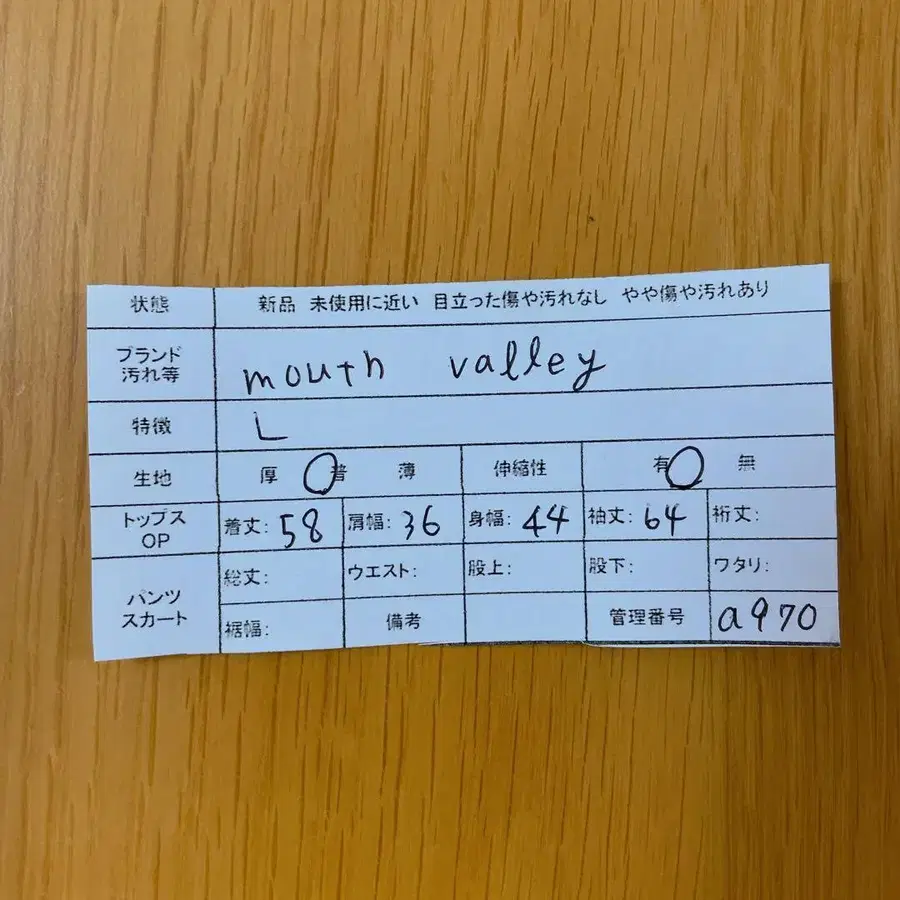 状態 新品 未使用に近い 目立った傷や汚れなし やや傷や汚れあり
ブランド
汚れ等 mouth valley
特徴 L
生地 厚 普 薄 伸縮性 有 無
トップス
OP 着丈: 58 肩幅: 36 身幅: 44 袖丈: 64 裄丈:
パンツ
スカート 総丈: ウエスト: 股上: 股下: ワタリ:
裾幅: 備考 管理番号 a970